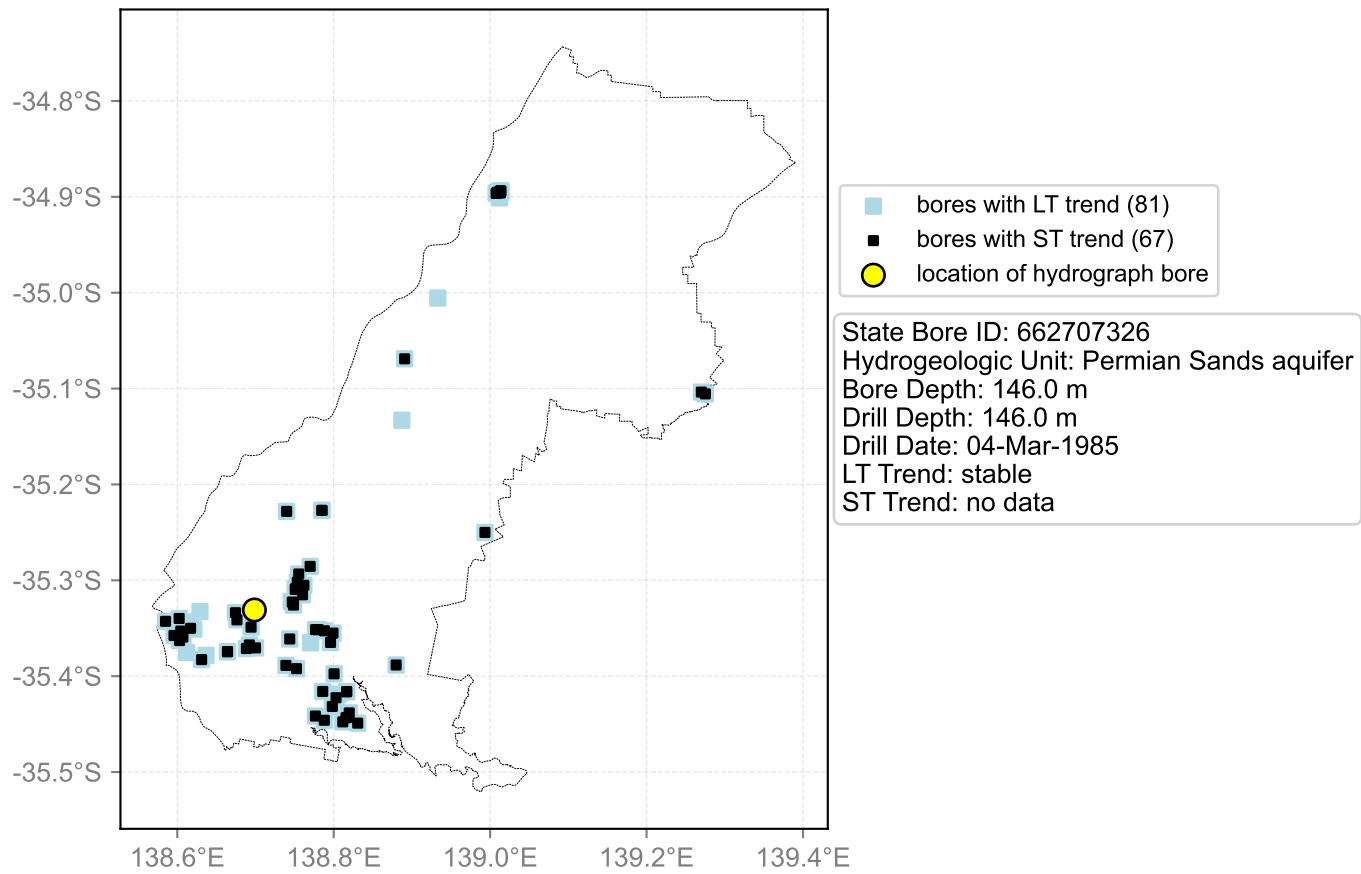 -34.8°S
-34.9°S
-35.0°S
-35.1°S
-35.2°S
-35.3°S
-35.4°S
-35.5°S
138.6°E
138.8°E
139.0°E
139.2°E
139.4°E
bores with LT trend (81)
bores with ST trend (67)
location of hydrograph bore
State Bore ID: 662707326
Hydrogeologic Unit: Permian Sands aquifer
Bore Depth: 146.0 m
Drill Depth: 146.0 m
Drill Date: 04-Mar-1985
LT Trend: stable
ST Trend: no data